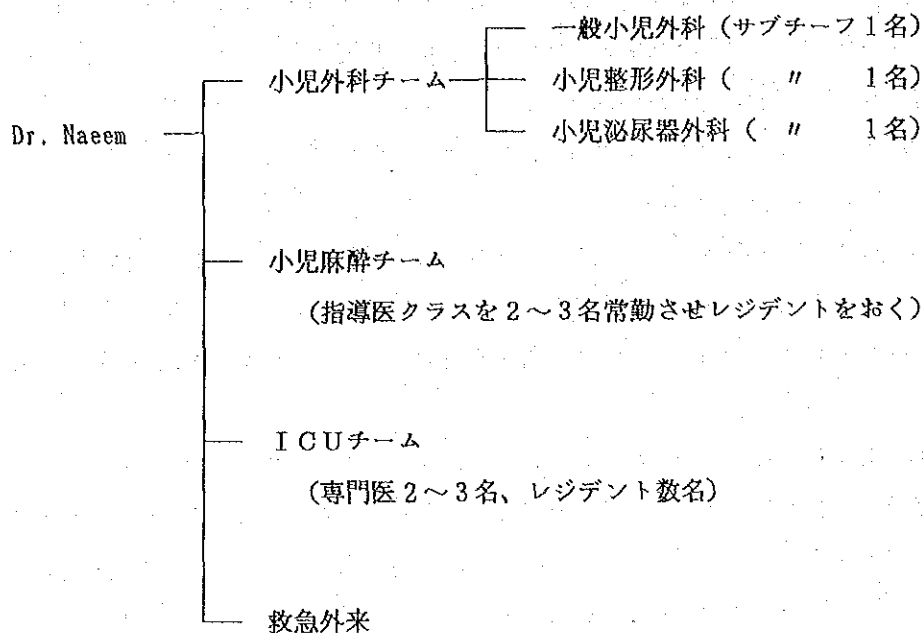 一般小児外科 (サブチーフ1名)
小児外科チーム
小児整形外科 ( 〃 1名)
Dr. Naeem
小児泌尿器外科 ( 〃 1名)
小児麻酔チーム
(指導医クラスを2～3名常勤させレジデントをおく)
ICUチーム
(専門医2～3名、レジデント数名)
救急外来